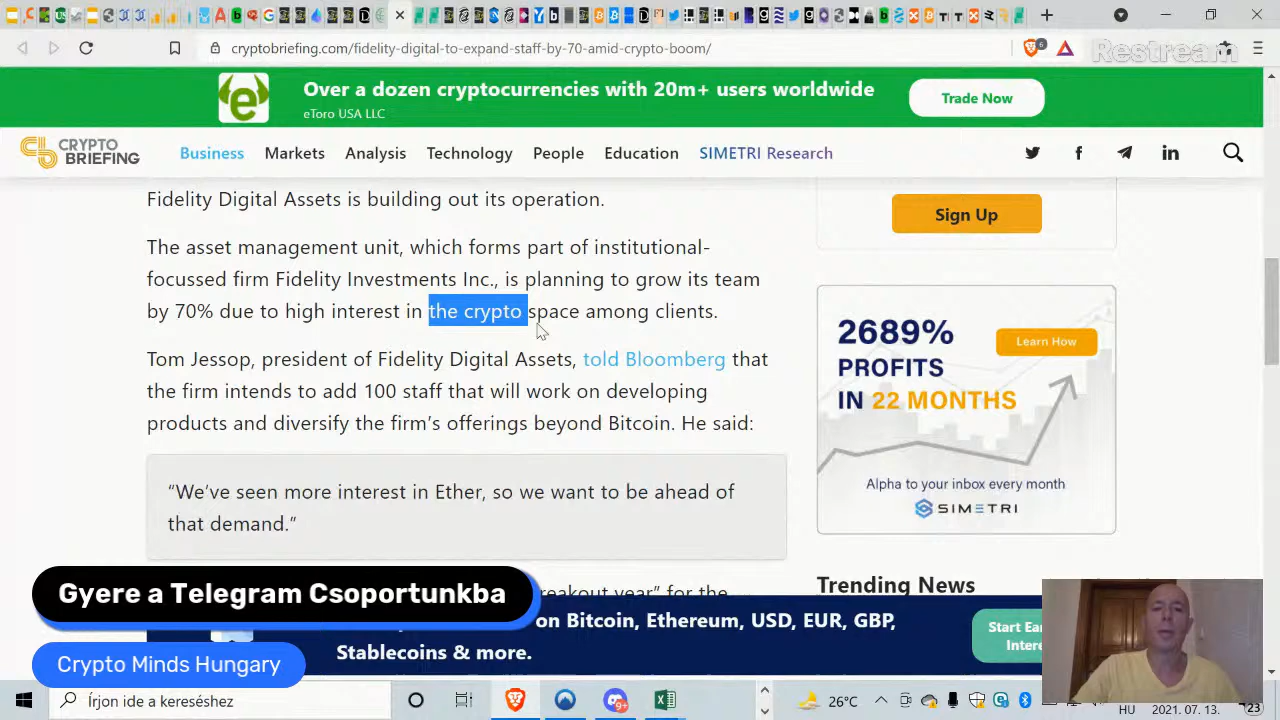 cryptobriefing.com/fidelity-digital-to-expand-staff-by-70-amid-crypto-boom/
6
Restream
Over a dozen cryptocurrencies with 20m+ users worldwide
eToro USA LLC
Trade Now
CRYPTO
BRIEFING
Business Markets Analysis Technology People Education SIMETRI Research
Fidelity Digital Assets is building out its operation.
Sign Up
The asset management unit, which forms part of institutional-
focussed firm Fidelity Investments Inc., is planning to grow its team
by 70% due to high interest in the crypto space among clients.
Tom Jessop, president of Fidelity Digital Assets, told Bloomberg that
the firm intends to add 100 staff that will work on developing
products and diversify the firm’s offerings beyond Bitcoin. He said:
“We’ve seen more interest in Ether, so we want to be ahead of
that demand.”
2689%
PROFITS
IN 22 MONTHS
Learn How
Alpha to your inbox every month
SIMETRI
Trending News
breakout year” for the
on Bitcoin, Ethereum, USD, EUR, GBP,
Stablecoins & more.
Start
Gyere a Telegram Csoportunkba
Crypto Minds Hungary
Írjon ide a kereséshez
9+
26°C
HU
2021. 07. 13.